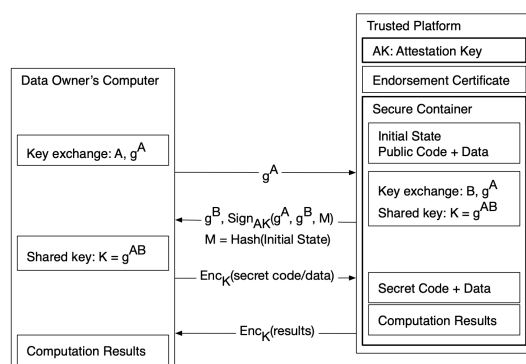 Trusted Platform
AK: Attestation Key
Endorsement Certificate
Data Owner's Computer
Secure Container
Initial State
Public Code + Data
Key exchange: A, g^A
g^A
Key exchange: B, g^A
Shared key: K = g^AB
g^B, Sign_AK(g^A, g^B, M)
M = Hash(Initial State)
Shared key: K = g^AB
Enc_K(secret code/data)
Secret Code + Data
Enc_K(results)
Computation Results
Computation Results